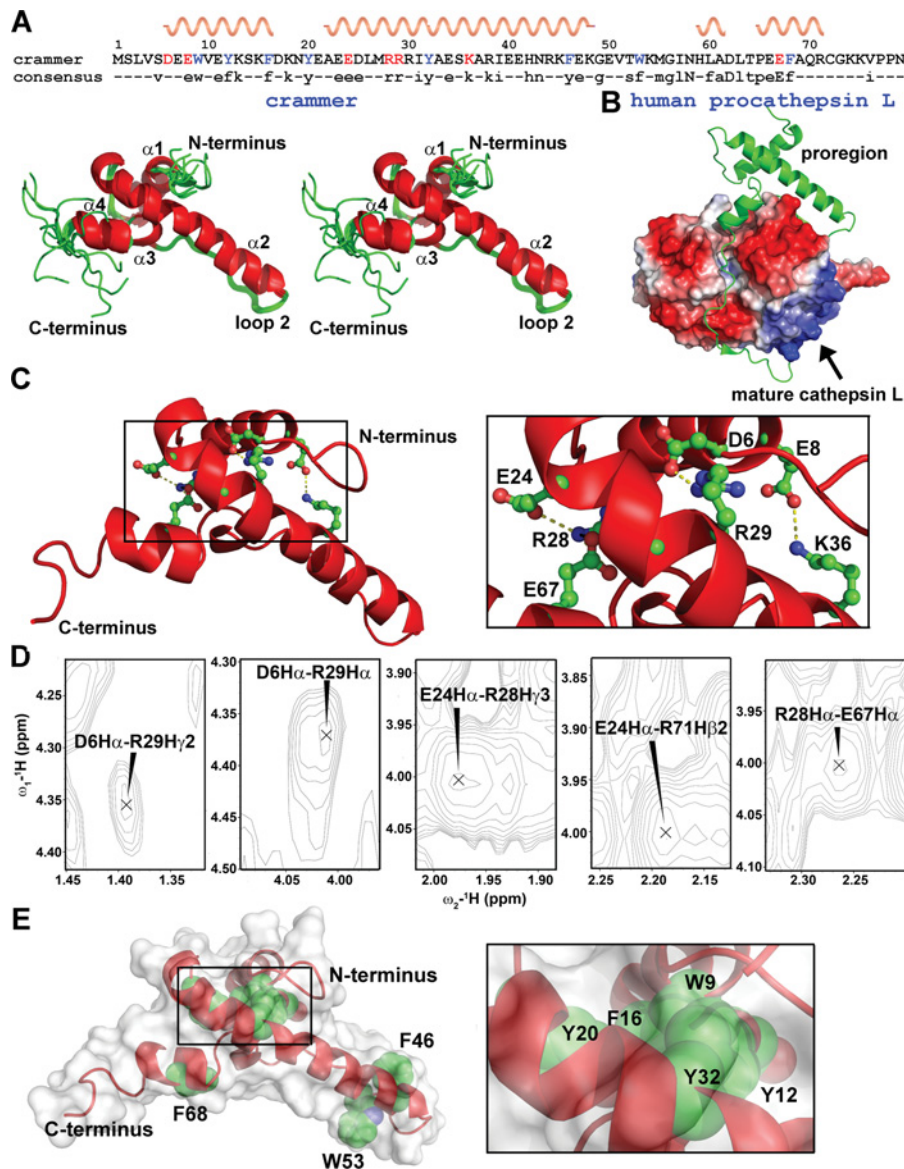 A
1 10 20 30 40 50 60 70
crammer MSLVSDEEWVEYKSKFDKNYEAEEDLMRRRIYAESKARIEEHNRKFEKGEVTWKMGINHLADLTPEEFAQRCGKKVPPN
consensus ----v--ew-efk--f-k-y--eee--rr-iy-e-k-ki--hn--ye-g--sf-mglN-faDltpeEf------i----
crammer
B human procathepsin L
α1 N-terminus
α4
α3
α2
C-terminus
loop 2
α1 N-terminus
α4
α3
α2
C-terminus
loop 2
proregion
mature cathepsin L
C
N-terminus
C-terminus
D6 E8
E24
R28 R29 K36
E67
D
ω1-1H (ppm)
4.25
4.30
4.35
4.40
D6Hα-R29Hγ2
1.45 1.40 1.35
4.30
4.35
4.40
4.45
4.50
D6Hα-R29Hα
4.05 4.00
3.90
3.95
4.00
4.05
E24Hα-R28Hγ3
2.00 1.95 1.90
3.85
3.90
3.95
4.00
E24Hα-R71Hβ2
2.25 2.20 2.15
3.90
3.95
4.00
4.05
4.10
R28Hα-E67Hα
2.30 2.25
ω2-1H (ppm)
E
N-terminus
F46
F68
C-terminus
W53
W9
F16
Y20
Y32
Y12